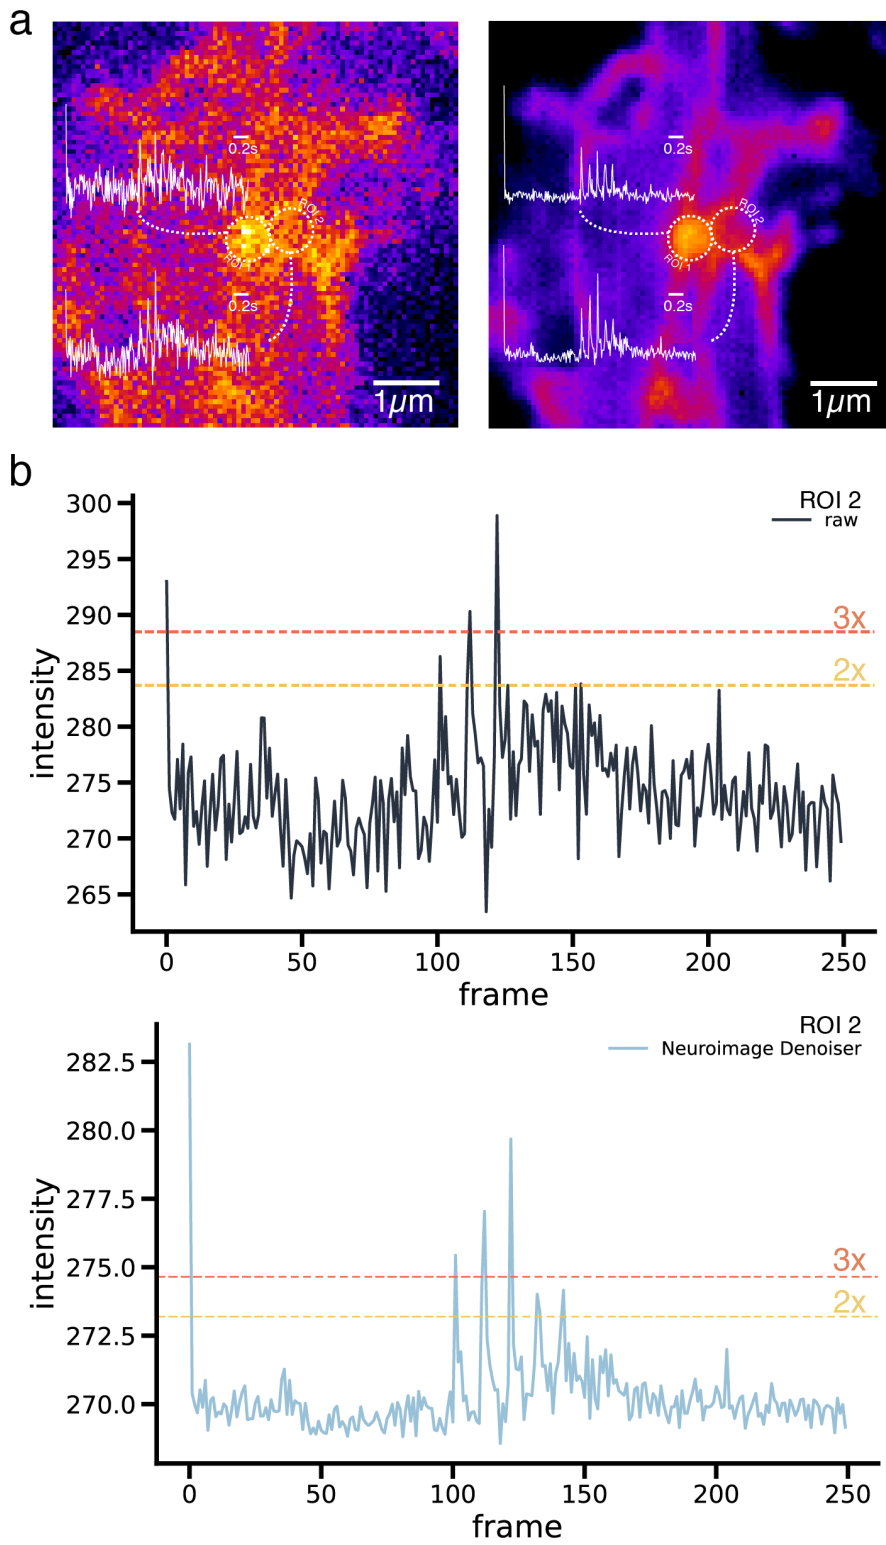 a
0.2s
ROI 2
ROI 1
0.2s
1µm
0.2s
ROI 2
ROI 1
0.2s
1µm
b
ROI 2
raw
3x
2x
300
295
290
285
280
275
270
265
intensity
0 50 100 150 200 250
frame
ROI 2
Neuroimage Denoiser
3x
2x
282.5
280.0
277.5
275.0
272.5
270.0
intensity
0 50 100 150 200 250
frame